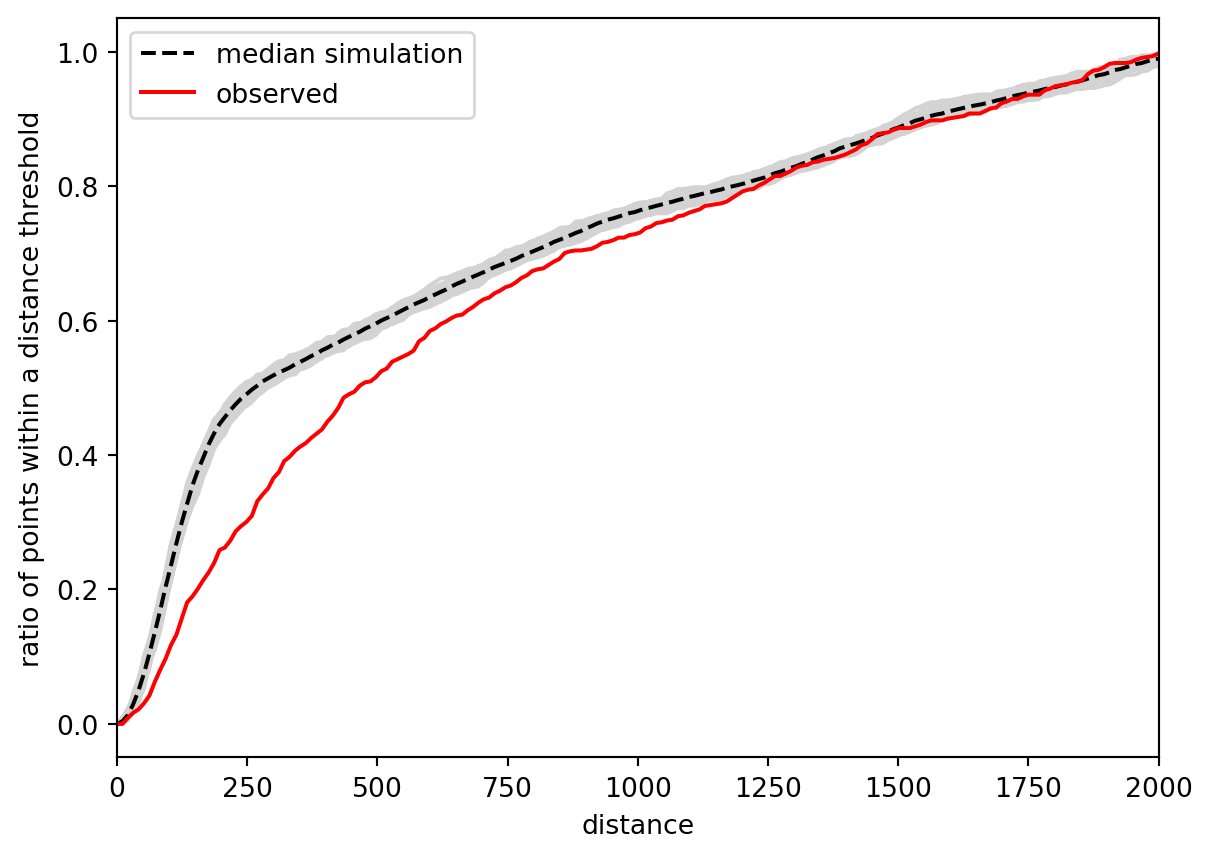 median simulation
observed
ratio of points within a distance threshold
1.0
0.8
0.6
0.4
0.2
0.0
0 250 500 750 1000 1250 1500 1750 2000
distance